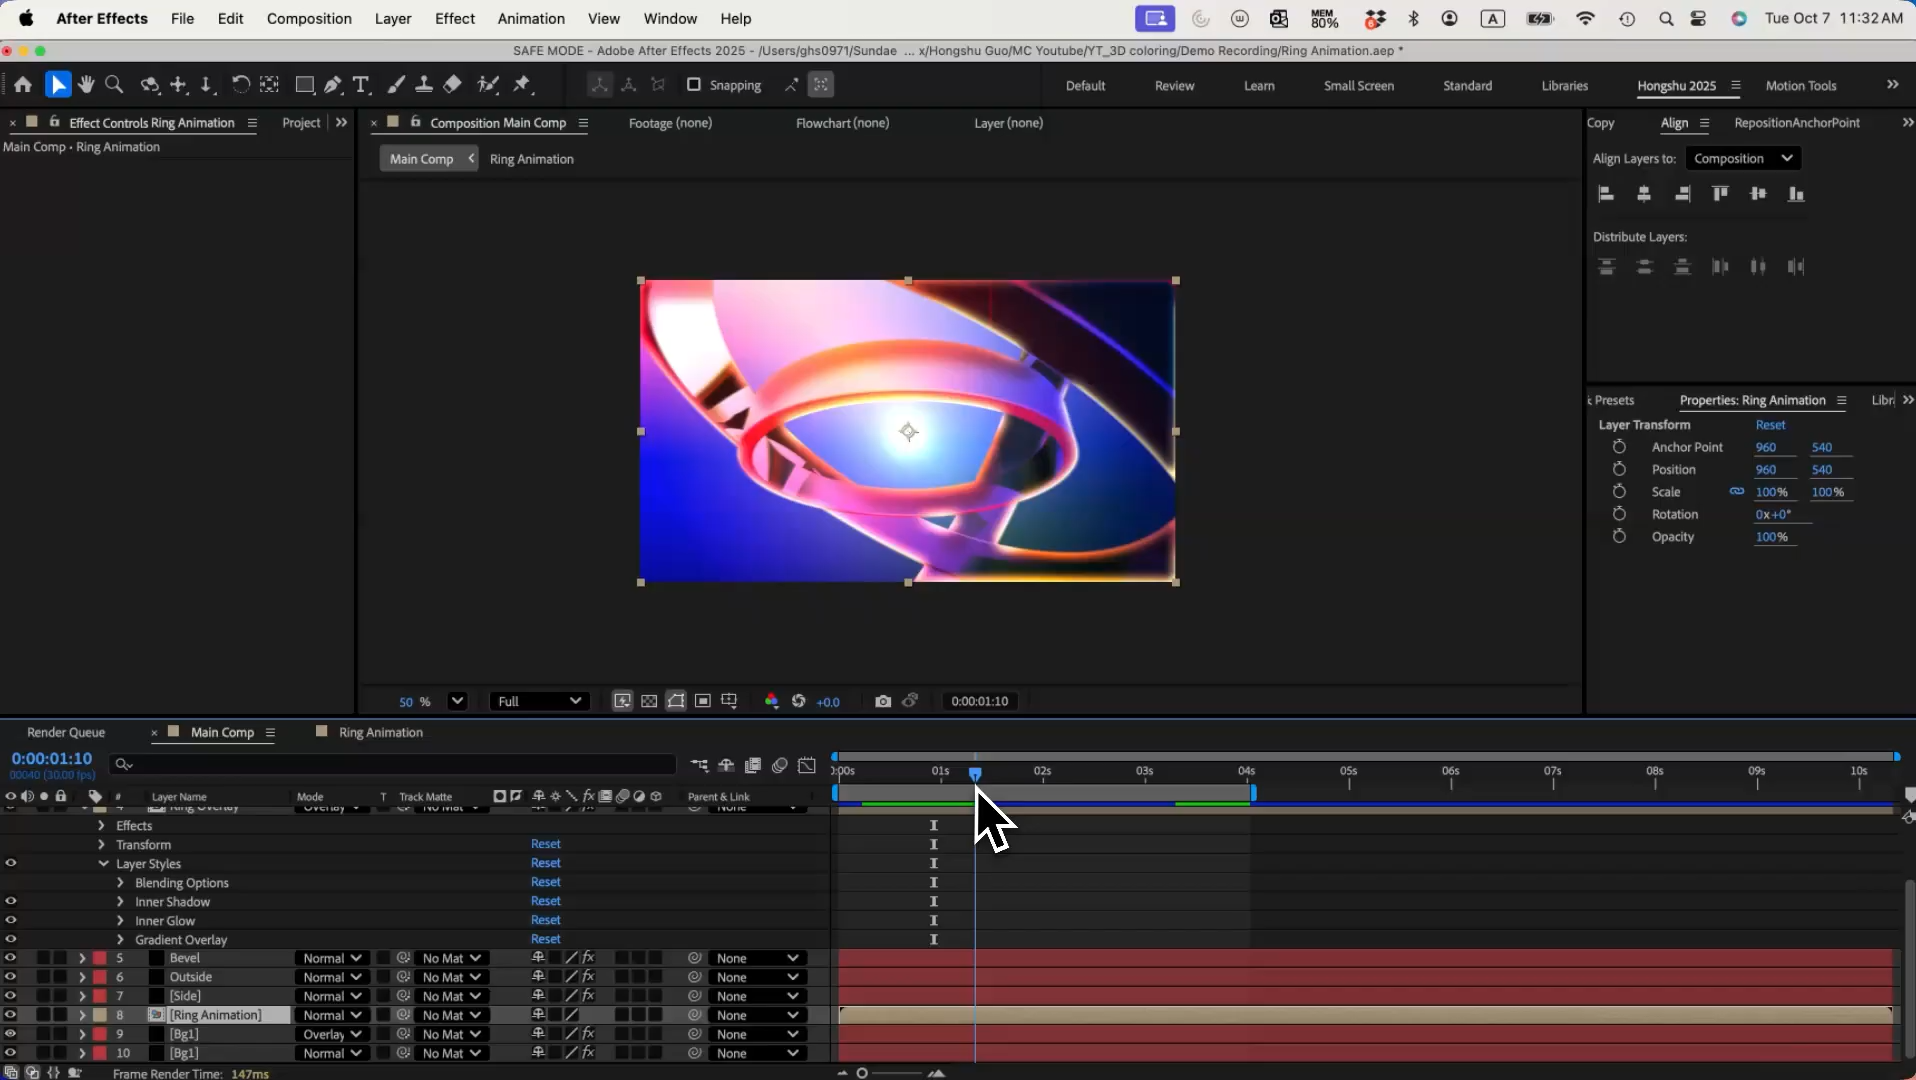 After Effects File Edit Composition Layer Effect Animation View Window Help MEM 80% A Tue Oct 7 11:32 AM
SAFE MODE - Adobe After Effects 2025 - /Users/ghs0971/Sundae ... x/Hongshu Guo/MC Youtube/YT_3D coloring/Demo Recording/Ring Animation.aep *
Snapping Default Review Learn Small Screen Standard Libraries Hongshu 2025 Motion Tools
Effect Controls Ring Animation Project Composition Main Comp Footage (none) Flowchart (none) Layer (none) Copy Align RepositionAnchorPoint
Main Comp • Ring Animation
Main Comp Ring Animation
Align Layers to: Composition
Distribute Layers:
Presets Properties: Ring Animation Libr
Layer Transform Reset
Anchor Point 960 540
Position 960 540
Scale 100% 100%
Rotation 0x+0°
Opacity 100%
50 % Full +0.0 0:00:01:10
Render Queue Main Comp Ring Animation
0:00:01:10
00040 (30.00 fps)
0:00s 01s 02s 03s 04s 05s 06s 07s 08s 09s 10s
# Layer Name Mode T Track Matte fx Parent & Link
4 Ring Overlay Overlay None
Effects
Transform Reset
Layer Styles Reset
Blending Options Reset
Inner Shadow Reset
Inner Glow Reset
Gradient Overlay Reset
5 Bevel Normal No Mat fx None
6 Outside Normal No Mat fx None
7 [Side] Normal No Mat fx None
8 [Ring Animation] Normal No Mat None
9 [Bg1] Overlay No Mat fx None
10 [Bg1] Normal No Mat fx None
Frame Render Time: 147ms